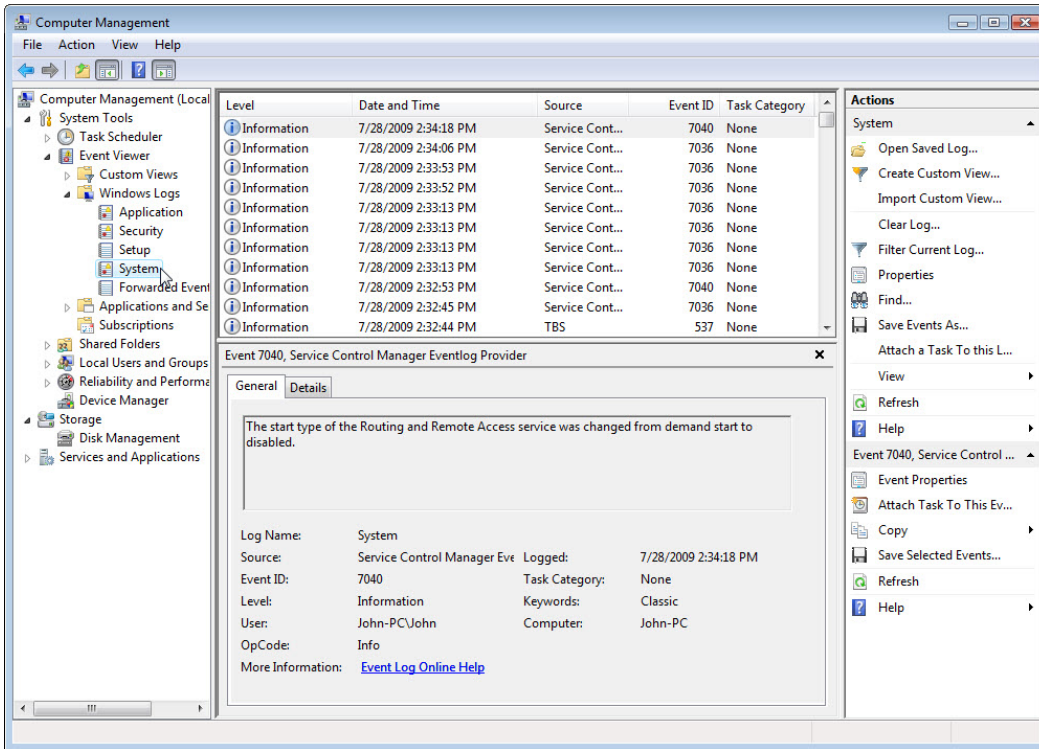 Computer Management
File Action View Help
Computer Management (Local
System Tools
Task Scheduler
Event Viewer
Custom Views
Windows Logs
Application
Security
Setup
System
Forwarded Event
Applications and Se
Subscriptions
Shared Folders
Local Users and Groups
Reliability and Performa
Device Manager
Storage
Disk Management
Services and Applications
Level Date and Time Source Event ID Task Category
Information 7/28/2009 2:34:18 PM Service Cont... 7040 None
Information 7/28/2009 2:34:06 PM Service Cont... 7036 None
Information 7/28/2009 2:33:53 PM Service Cont... 7036 None
Information 7/28/2009 2:33:52 PM Service Cont... 7036 None
Information 7/28/2009 2:33:13 PM Service Cont... 7036 None
Information 7/28/2009 2:33:13 PM Service Cont... 7036 None
Information 7/28/2009 2:33:13 PM Service Cont... 7036 None
Information 7/28/2009 2:33:13 PM Service Cont... 7036 None
Information 7/28/2009 2:32:53 PM Service Cont... 7040 None
Information 7/28/2009 2:32:45 PM Service Cont... 7036 None
Information 7/28/2009 2:32:44 PM TBS 537 None
Event 7040, Service Control Manager Eventlog Provider
General Details
The start type of the Routing and Remote Access service was changed from demand start to
disabled.
Log Name: System
Source: Service Control Manager Eve Logged: 7/28/2009 2:34:18 PM
Event ID: 7040 Task Category: None
Level: Information Keywords: Classic
User: John-PC\John Computer: John-PC
OpCode: Info
More Information: Event Log Online Help
Actions
System
Open Saved Log...
Create Custom View...
Import Custom View...
Clear Log...
Filter Current Log...
Properties
Find...
Save Events As...
Attach a Task To this L...
View
Refresh
Help
Event 7040, Service Control ...
Event Properties
Attach Task To This Ev...
Copy
Save Selected Events...
Refresh
Help